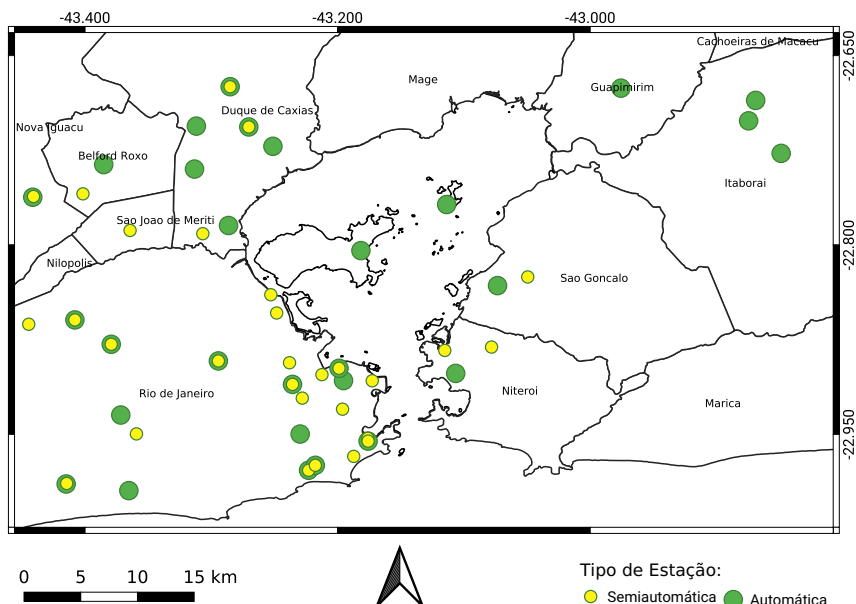 -43.400 -43.200 -43.000
Cachoeiras de Macacu
-22.650
Mage
Guapimirim
Duque de Caxias
Nova Iguacu
Belford Roxo
Itaborai
Sao Joao de Meriti
-22.800
Nilopolis
Sao Goncalo
Rio de Janeiro
Niteroi
Marica
-22.950
Tipo de Estação:
0 5 10 15 km
Semiautomática Automática